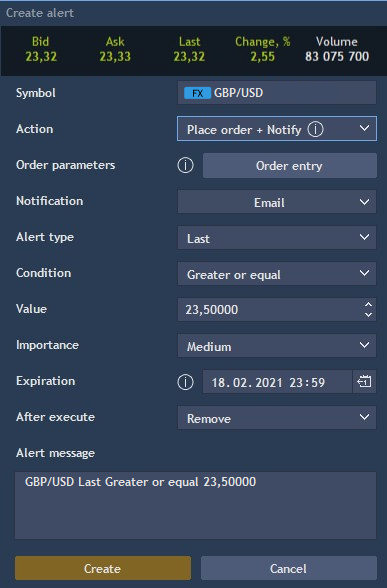 Create alert
Bid Ask Last Change, % Volume
23,32 23,33 23,32 2,55 83 075 700
Symbol FX GBP/USD
Action Place order + Notify
Order parameters Order entry
Notification Email
Alert type Last
Condition Greater or equal
Value 23,50000
Importance Medium
Expiration 18.02.2021 23:59
After execute Remove
Alert message
GBP/USD Last Greater or equal 23,50000
Create Cancel